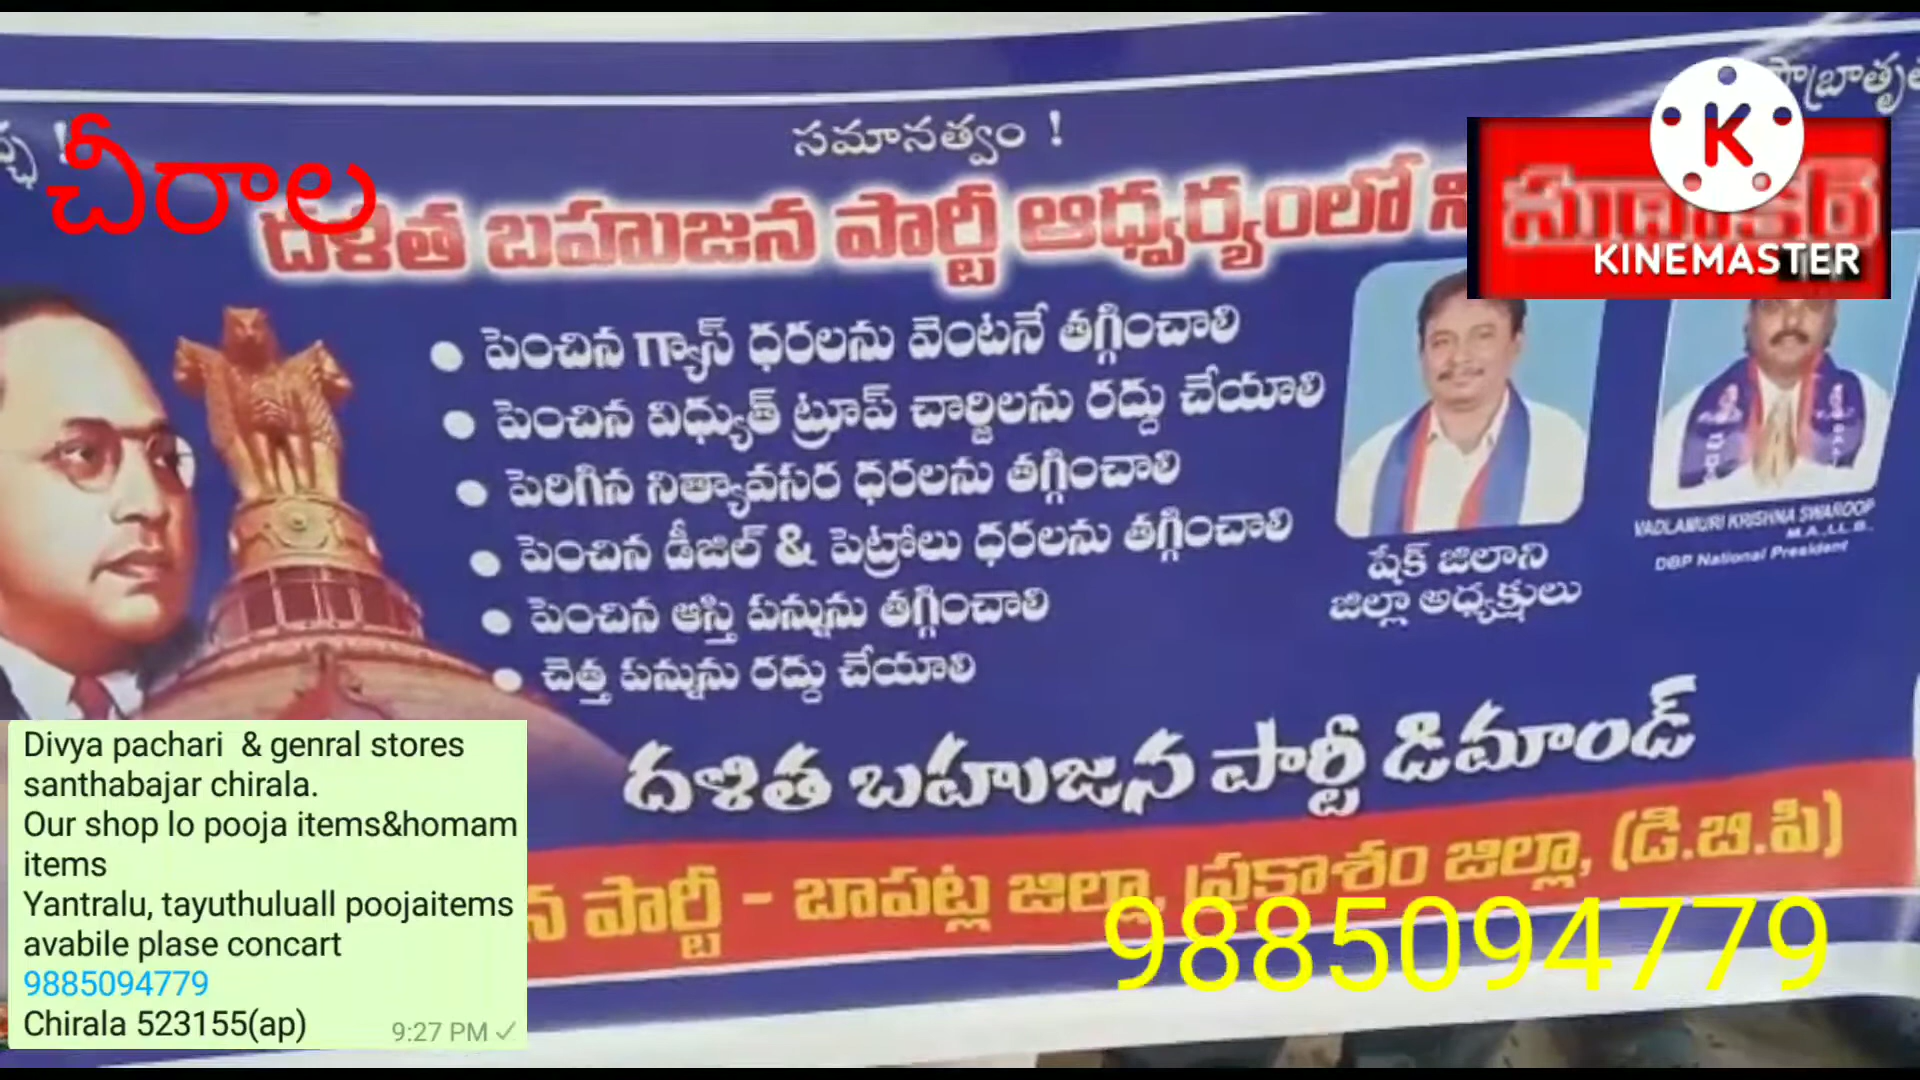 సమానత్వం !
చీరాల
దళిత బహుజన పార్టీ ఆధ్వర్యంలో
KINEMASTER
• పెంచిన గ్యాస్ ధరలను వెంటనే తగ్గించాలి
• పెంచిన విధ్యుత్ ట్రూప్ చార్జిలను రద్దు చేయాలి
• పెరిగిన నిత్యావసర ధరలను తగ్గించాలి
• పెంచిన డీజిల్ & పెట్రోలు ధరలను తగ్గించాలి
• పెంచిన ఆస్తి పన్నును తగ్గించాలి
• చెత్త పన్నును రద్దు చేయాలి
షేక్ జిలాని
జిల్లా అధ్యక్షులు
VADLAMURI KRISHNA SWAROOP
M.A.,LL.B.,
DBP National President
దళిత బహుజన పార్టీ డిమాండ్
పార్టీ - బాపట్ల జిల్లా, ప్రకాశం జిల్లా, (డి.బి.పి)
9885094779
Divya pachari & genral stores
santhabajar chirala.
Our shop lo pooja items&homam
items
Yantralu, tayuthuluall poojaitems
avabile plase concart
9885094779
Chirala 523155(ap) 9:27 PM